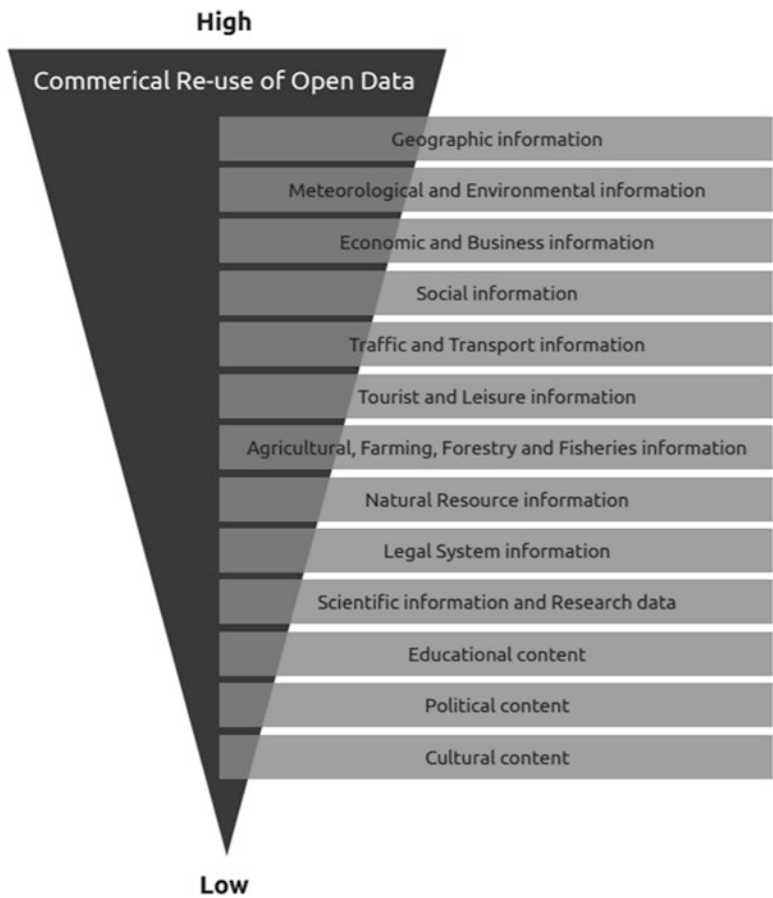 High
Commerical Re-use of Open Data
Geographic information
Meteorological and Environmental information
Economic and Business information
Social information
Traffic and Transport information
Tourist and Leisure information
Agricultural, Farming, Forestry and Fisheries information
Natural Resource information
Legal System information
Scientific information and Research data
Educational content
Political content
Cultural content
Low